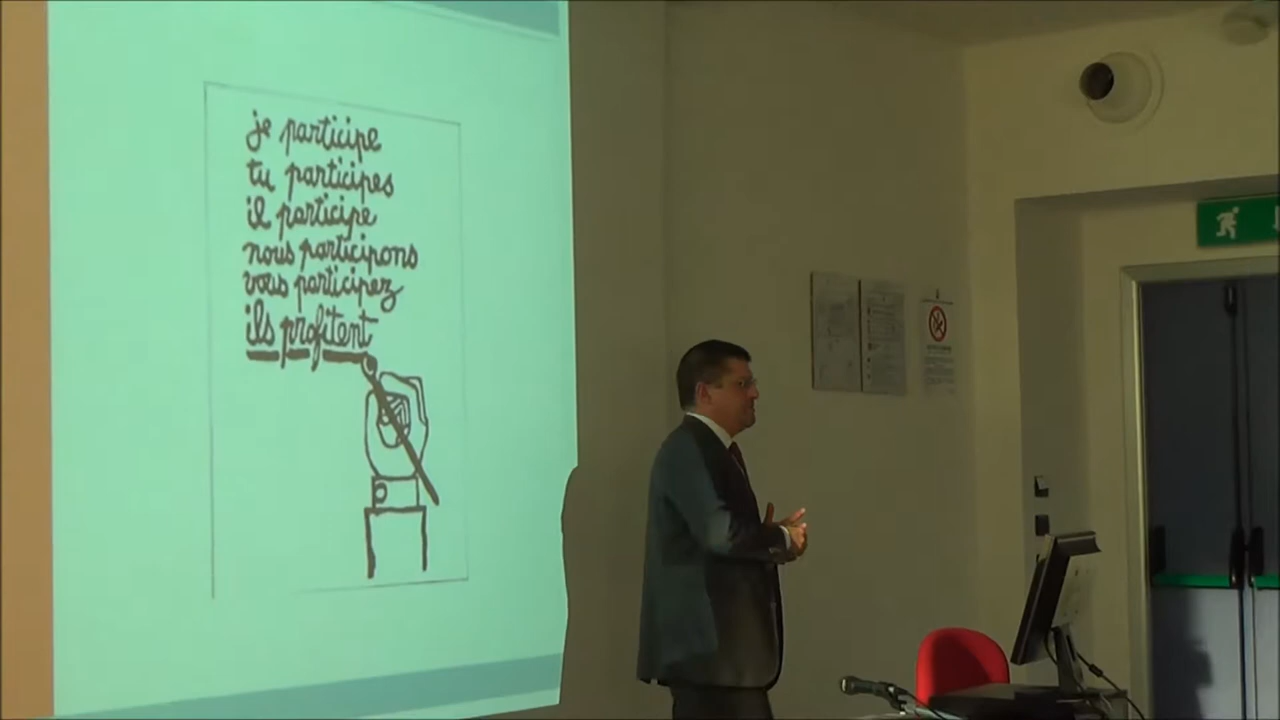 je participe
tu participes
il participe
nous participons
vous participez
ils profitent